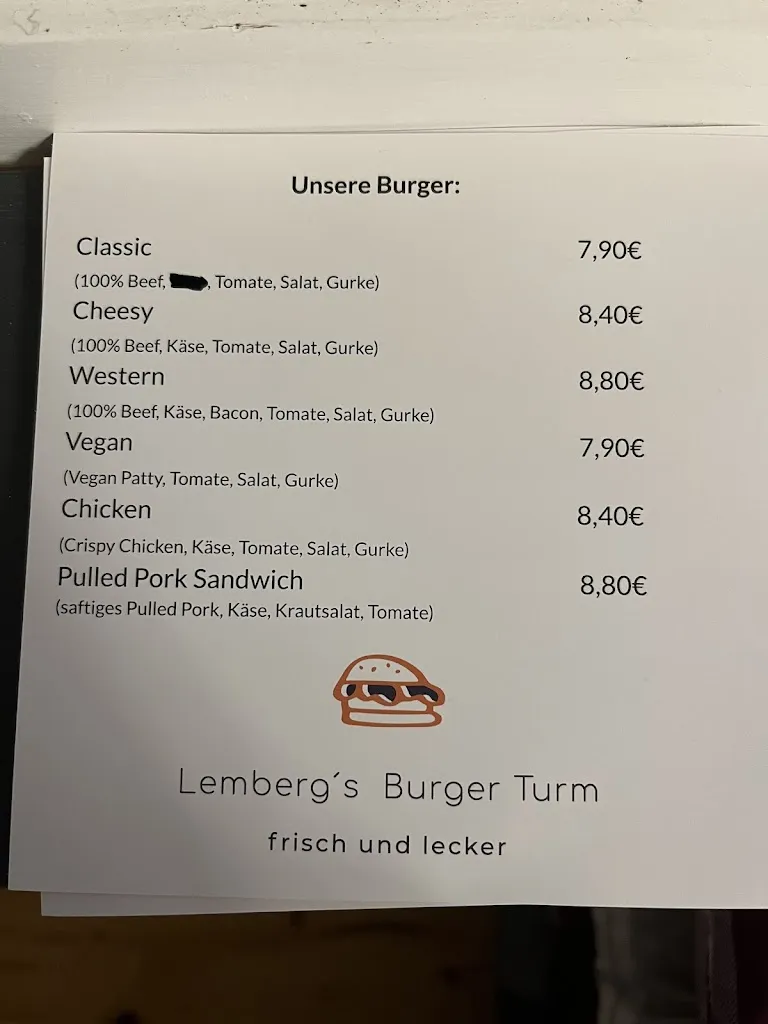 Unsere Burger:
Classic 7,90€
(100% Beef, , Tomate, Salat, Gurke)
Cheesy 8,40€
(100% Beef, Käse, Tomate, Salat, Gurke)
Western 8,80€
(100% Beef, Käse, Bacon, Tomate, Salat, Gurke)
Vegan 7,90€
(Vegan Patty, Tomate, Salat, Gurke)
Chicken 8,40€
(Crispy Chicken, Käse, Tomate, Salat, Gurke)
Pulled Pork Sandwich 8,80€
(saftiges Pulled Pork, Käse, Krautsalat, Tomate)
Lemberg´s Burger Turm
frisch und lecker